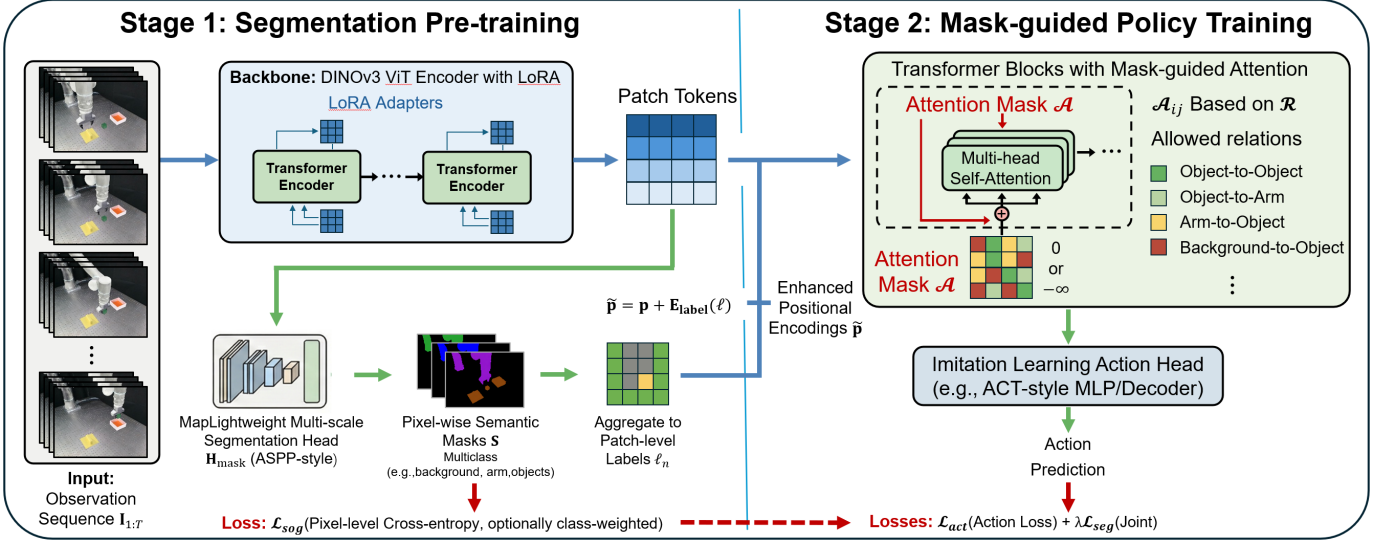 Stage 1: Segmentation Pre-training
Stage 2: Mask-guided Policy Training
Input:
Observation
Sequence I₁:T
Backbone: DINOv3 ViT Encoder with LoRA
LoRA Adapters
Transformer
Encoder
...
Transformer
Encoder
Patch Tokens
MapLightweight Multi-scale
Segmentation Head
Hmask (ASPP-style)
Pixel-wise Semantic
Masks S
Multiclass
(e.g.,background, arm,objects)
Aggregate to
Patch-level
Labels ℓn
p̃ = p + Elabel(ℓ)
Enhanced
Positional
Encodings p̃
Loss: ℒsog(Pixel-level Cross-entropy, optionally class-weighted)
Transformer Blocks with Mask-guided Attention
Attention Mask 𝓐
Multi-head
Self-Attention
...
+
Attention
Mask 𝓐
0
or
−∞
𝓐ij Based on 𝓡
Allowed relations
Object-to-Object
Object-to-Arm
Arm-to-Object
Background-to-Object
⋮
Imitation Learning Action Head
(e.g., ACT-style MLP/Decoder)
Action
Prediction
Losses: ℒact(Action Loss) + λℒseg(Joint)